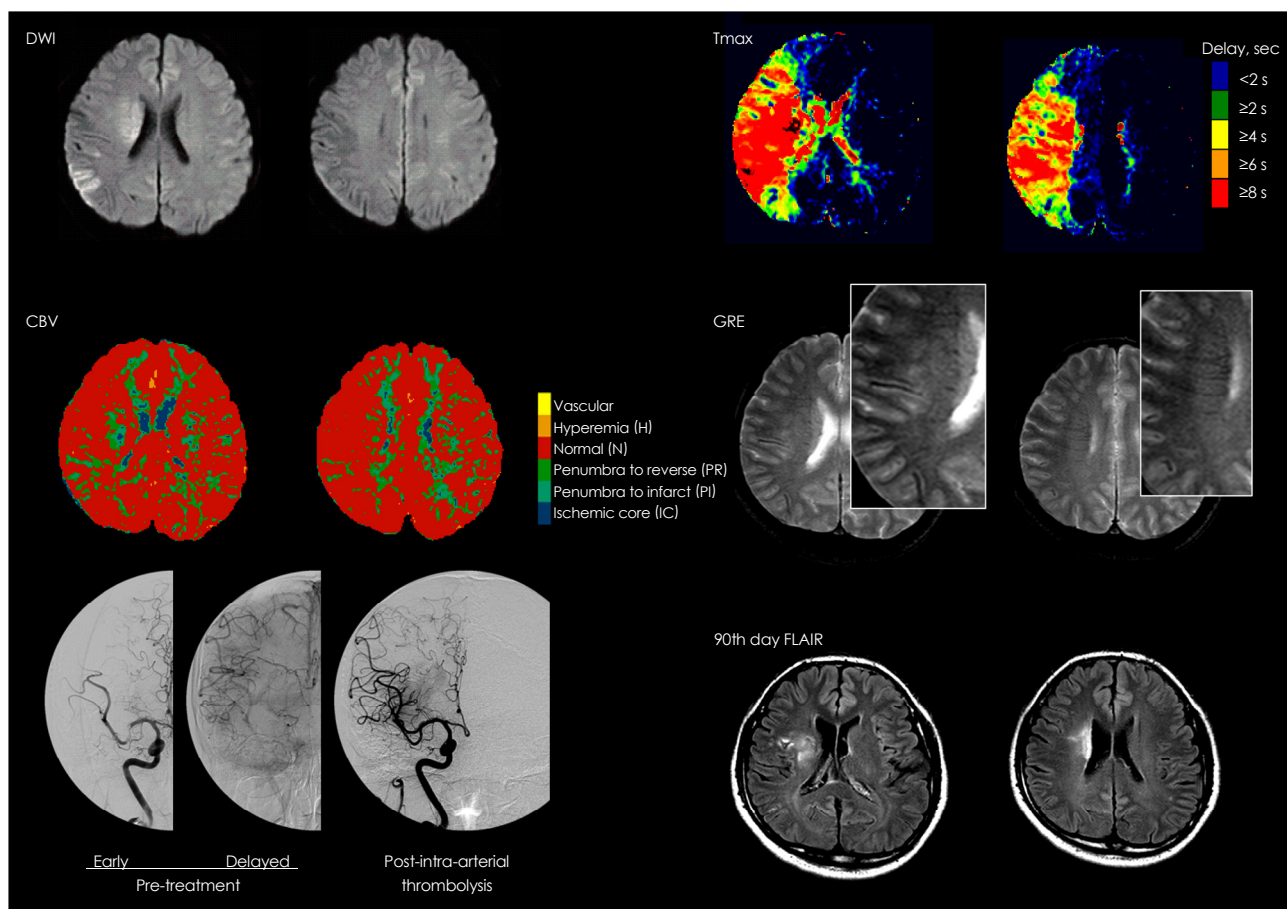 DWI
Tmax
Delay, sec
<2 s
≥2 s
≥4 s
≥6 s
≥8 s
CBV
Vascular
Hyperemia (H)
Normal (N)
Penumbra to reverse (PR)
Penumbra to infarct (PI)
Ischemic core (IC)
GRE
Early
Delayed
Pre-treatment
Post-intra-arterial
thrombolysis
90th day FLAIR